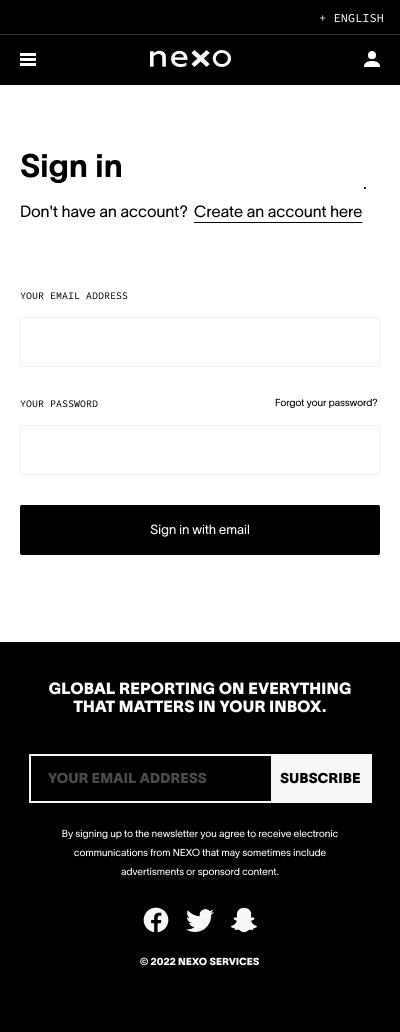 + ENGLISH
nexo
Sign in
Don't have an account? Create an account here
YOUR EMAIL ADDRESS
YOUR PASSWORD
Forgot your password?
Sign in with email
GLOBAL REPORTING ON EVERYTHING
THAT MATTERS IN YOUR INBOX.
YOUR EMAIL ADDRESS
SUBSCRIBE
By signing up to the newsletter you agree to receive electronic
communications from NEXO that may sometimes include
advertisments or sponsord content.
© 2022 NEXO SERVICES